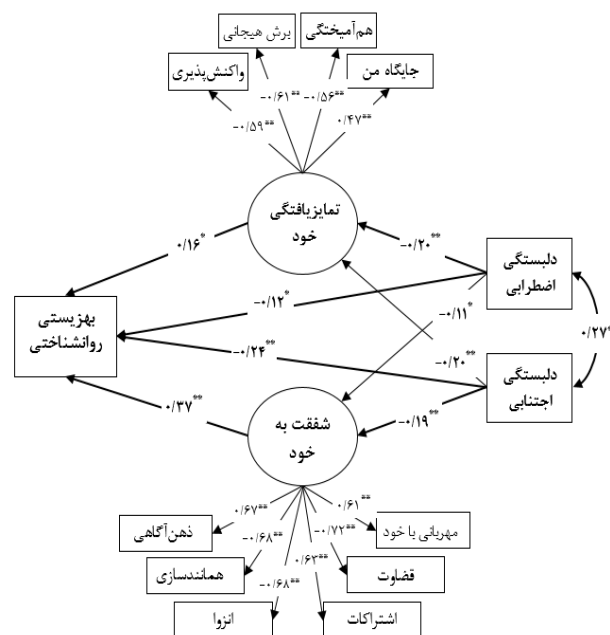 برش هیجانی
هم‌آمیختگی
واکنش‌پذیری
جایگاه من
-۰/۵۹**
-۰/۶۱**
-۰/۵۶**
۰/۴۷**
تمایزیافتگی
خود
۰/۱۶*
-۰/۲۰**
دلبستگی
اضطرابی
-۰/۱۲*
-۰/۱۱*
بهزیستی
روانشناختی
۰/۲۷*
-۰/۲۴**
-۰/۲۰**
دلبستگی
اجتنابی
۰/۳۷**
-۰/۱۹**
شفقت به
خود
۰/۶۷**
-۰/۶۸**
-۰/۶۸**
۰/۶۳**
-۰/۷۲**
۰/۶۱**
ذهن‌آگاهی
مهربانی با خود
همانندسازی
قضاوت
انزوا
اشتراکات